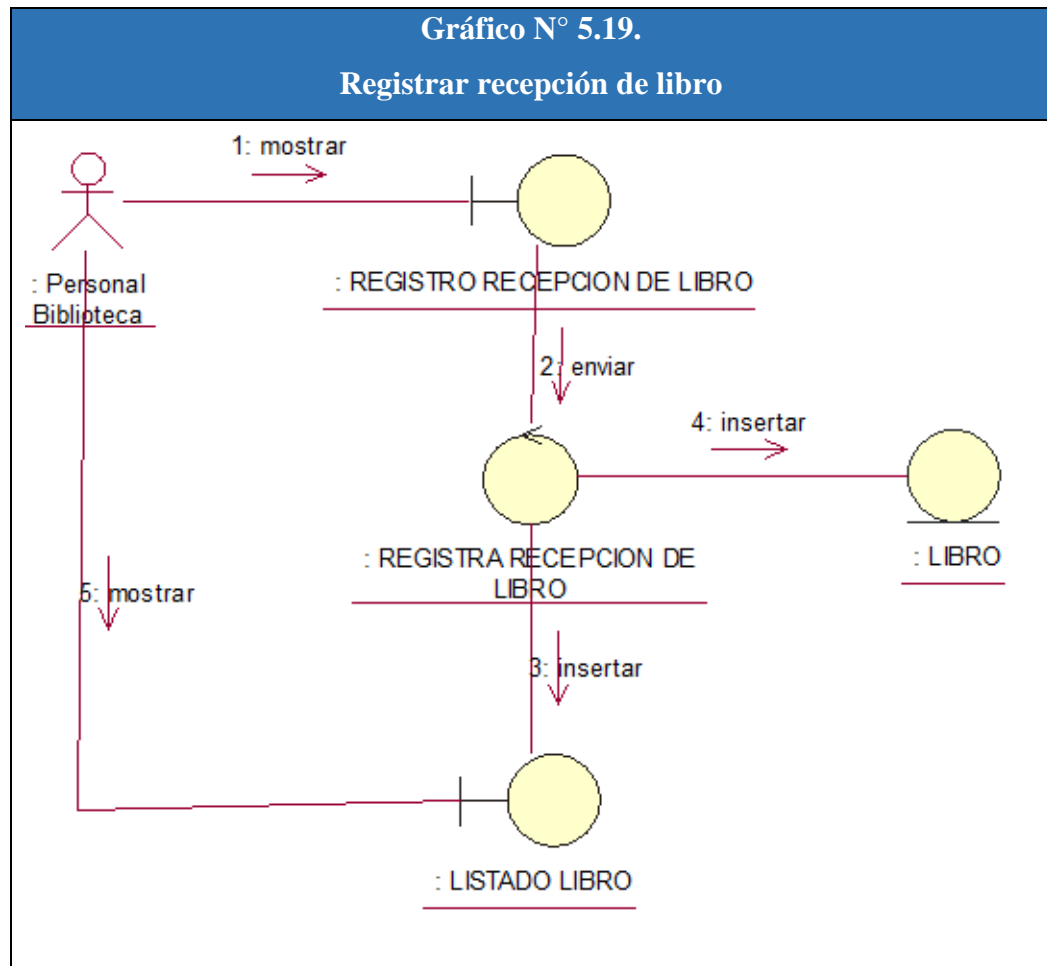 Gráfico N° 5.19.
Registrar recepción de libro
1: mostrar
: Personal
Biblioteca
: REGISTRO RECEPCION DE LIBRO
2: enviar
4: insertar
: REGISTRA RECEPCION DE
LIBRO
: LIBRO
5: mostrar
3: insertar
: LISTADO LIBRO